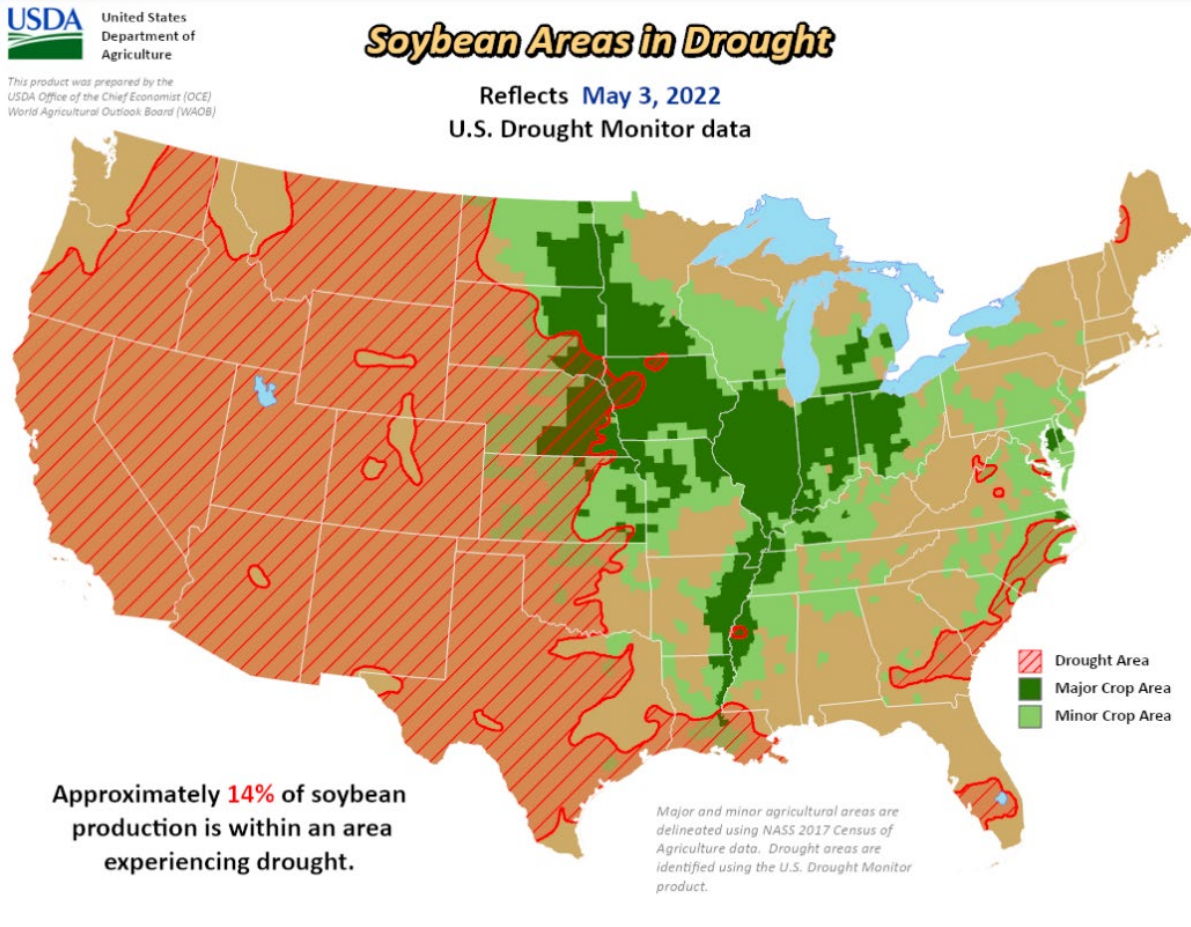 USDA
United States
Department of
Agriculture
This product was prepared by the
USDA Office of the Chief Economist (OCE)
World Agricultural Outlook Board (WAOB)
Soybean Areas in Drought
Reflects May 3, 2022
U.S. Drought Monitor data
Drought Area
Major Crop Area
Minor Crop Area
Approximately 14% of soybean
production is within an area
experiencing drought.
Major and minor agricultural areas are
delineated using NASS 2017 Census of
Agriculture data. Drought areas are
identified using the U.S. Drought Monitor
product.